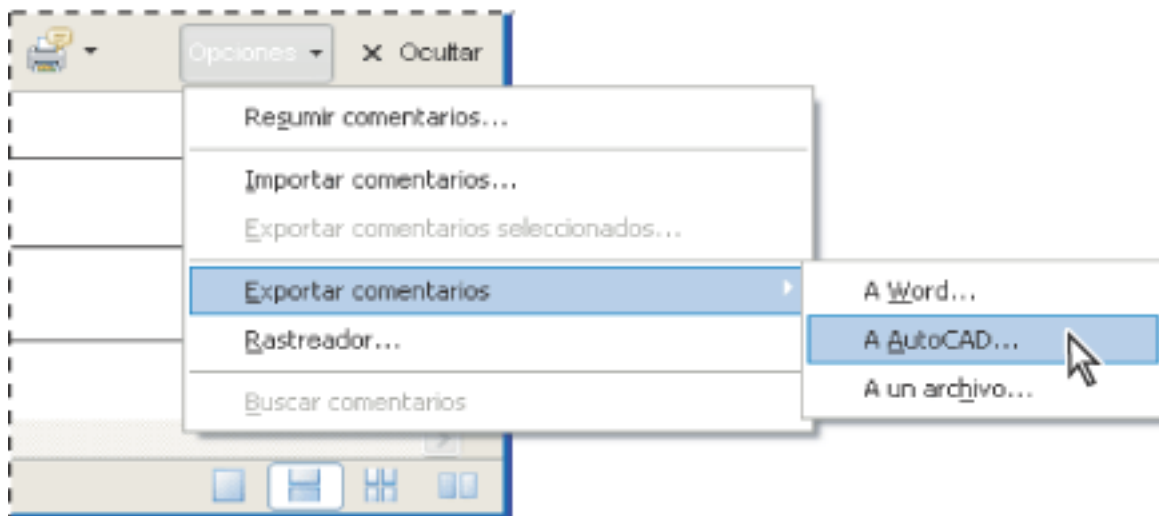 Opciones
Ocultar
Resumir comentarios...
Importar comentarios...
Exportar comentarios seleccionados...
Exportar comentarios
A Word...
Rastreador...
A AutoCAD...
A un archivo...
Buscar comentarios